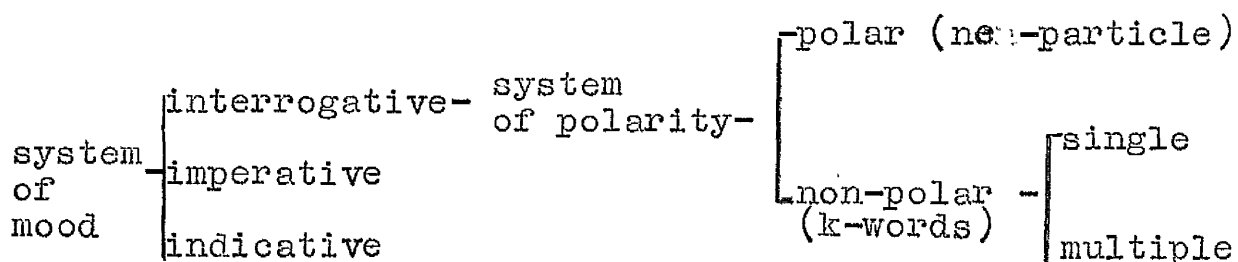 polar (ne-particle)
interrogative- system of polarity-
system of mood
imperative
indicative
non-polar (k-words)
single
multiple